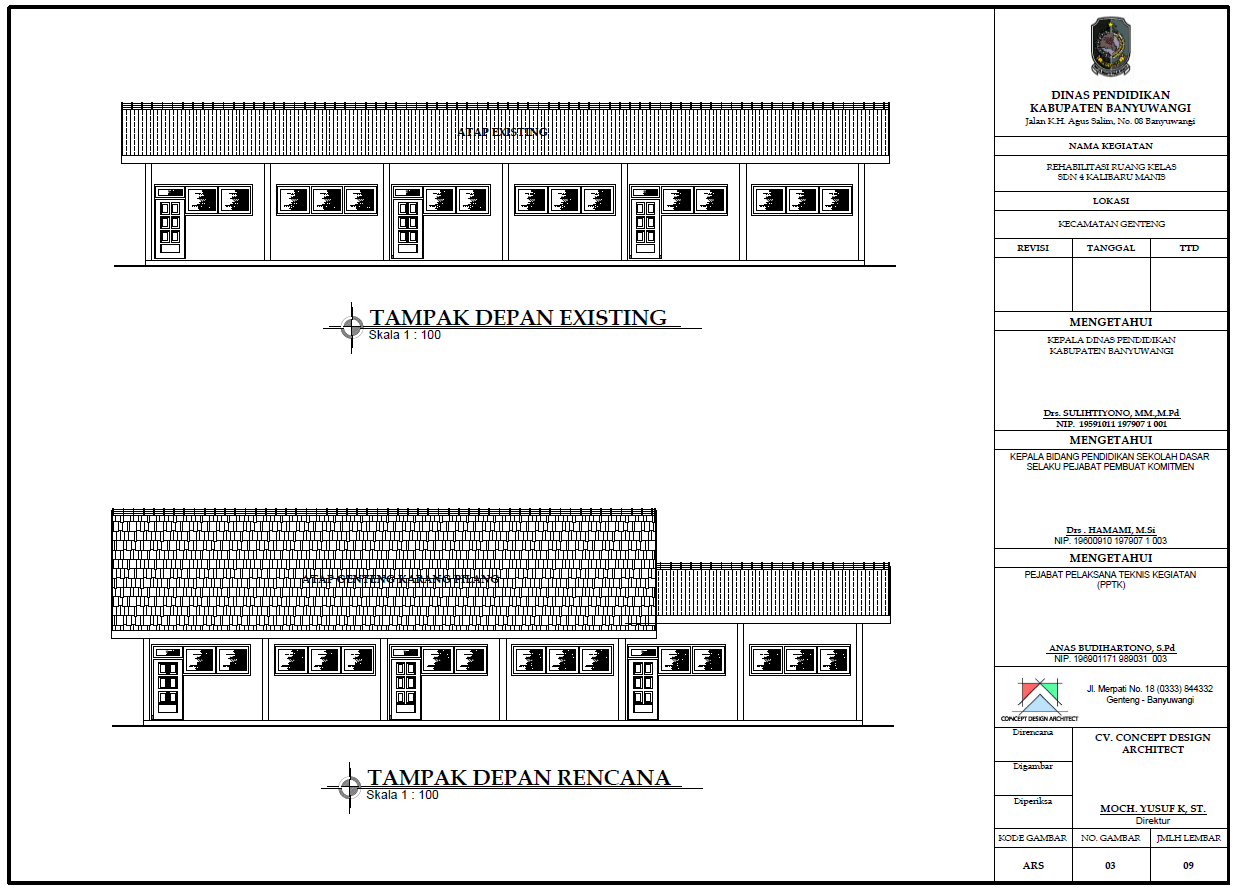 ATAP EXISTING
TAMPAK DEPAN EXISTING
Skala 1 : 100
ATAP GENTENG KARANG PILANG
TAMPAK DEPAN RENCANA
Skala 1 : 100
DINAS PENDIDIKAN
KABUPATEN BANYUWANGI
Jalan K.H. Agus Salim, No. 08 Banyuwangi
NAMA KEGIATAN
REHABILITASI RUANG KELAS
SDN 4 KALIBARU MANIS
LOKASI
KECAMATAN GENTENG
REVISI TANGGAL TTD
MENGETAHUI
KEPALA DINAS PENDIDIKAN
KABUPATEN BANYUWANGI
Drs. SULIHTIYONO, MM.,M.Pd
NIP. 19591011 197907 1 001
MENGETAHUI
KEPALA BIDANG PENDIDIKAN SEKOLAH DASAR
SELAKU PEJABAT PEMBUAT KOMITMEN
Drs . HAMAMI, M.Si
NIP. 19600910 197907 1 003
MENGETAHUI
PEJABAT PELAKSANA TEKNIS KEGIATAN
(PPTK)
ANAS BUDIHARTONO, S.Pd
NIP. 196901171 989031 003
CONCEPT DESIGN ARCHITECT
Jl. Merpati No. 18 (0333) 844332
Genteng - Banyuwangi
Direncana
CV. CONCEPT DESIGN
ARCHITECT
Digambar
Diperiksa
MOCH. YUSUF K, ST.
Direktur
KODE GAMBAR NO. GAMBAR JMLH LEMBAR
ARS 03 09